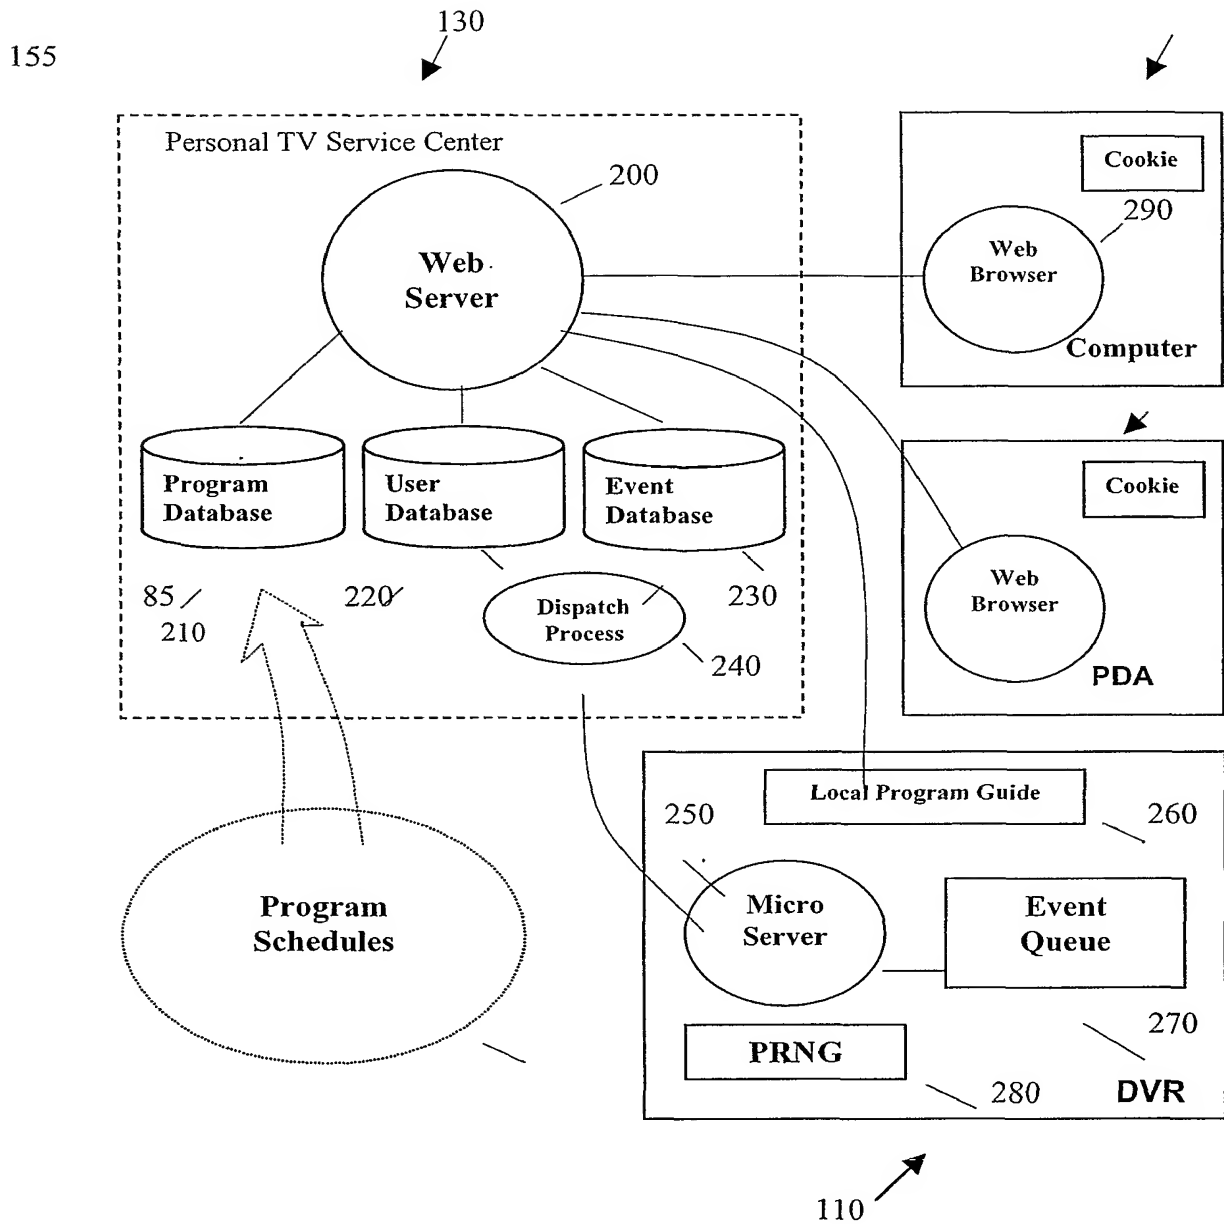 130
155
Personal TV Service Center
200
Web
Server
Cookie
290
Web
Browser
Computer
Program
Database
User
Database
Event
Database
Cookie
85
210
220
Dispatch
Process
230
240
Web
Browser
PDA
Local Program Guide
250
260
Program
Schedules
Micro
Server
Event
Queue
270
PRNG
280
DVR
110